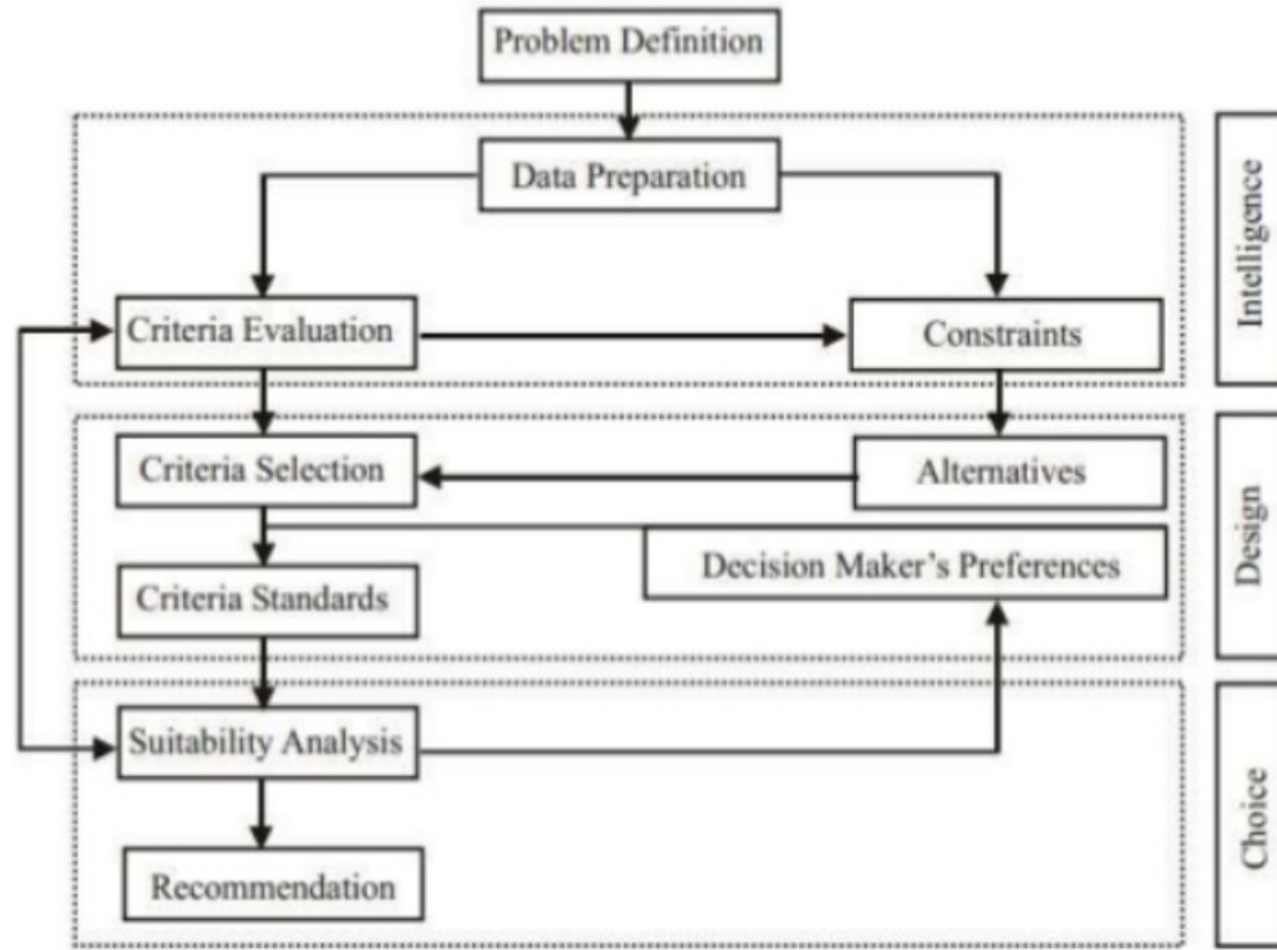 Problem Definition
Data Preparation
Intelligence
Criteria Evaluation
Constraints
Criteria Selection
Alternatives
Design
Decision Maker's Preferences
Criteria Standards
Suitability Analysis
Choice
Recommendation